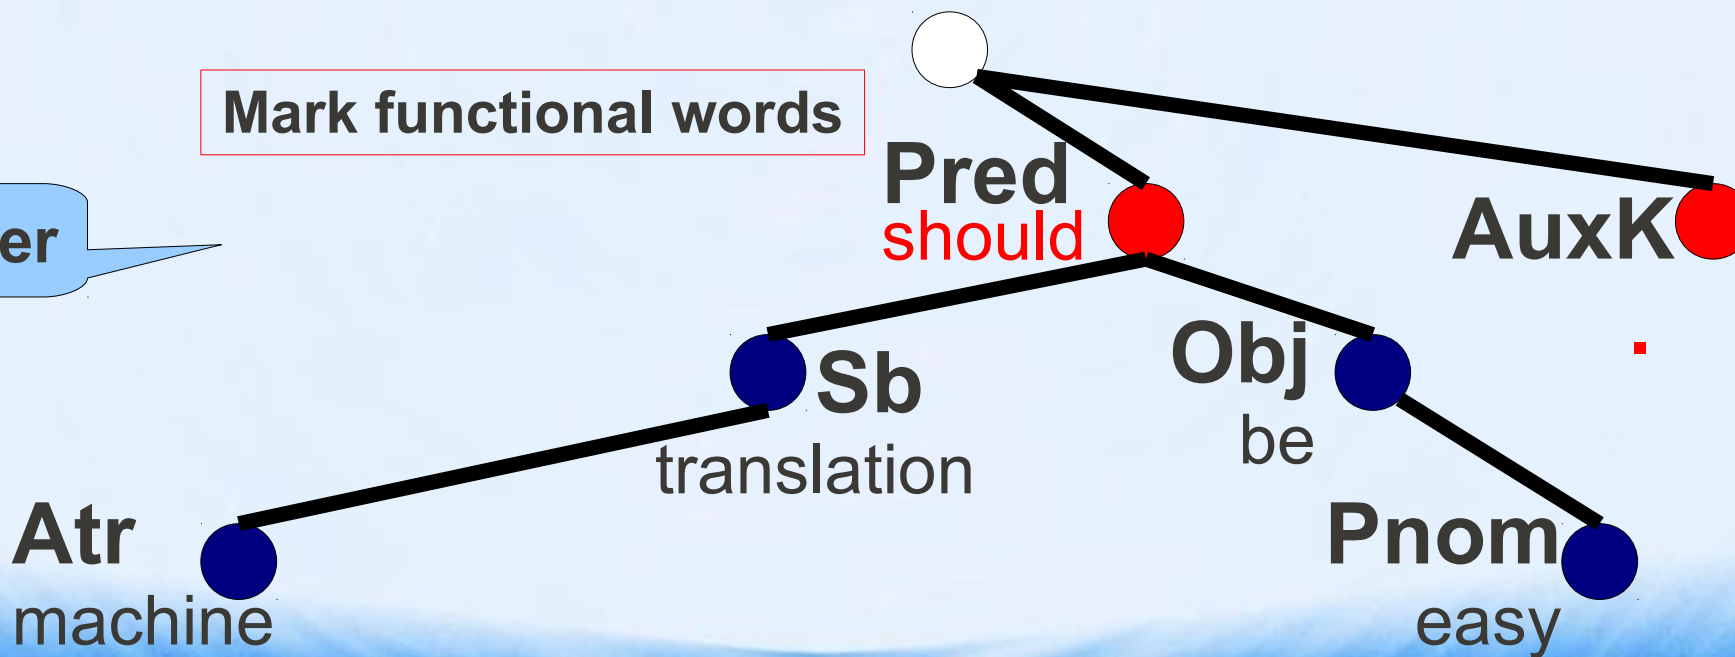 Mark functional words
Pred
should
AuxK
er
Sb
translation
Obj
be
.
Atr
machine
Pnom
easy